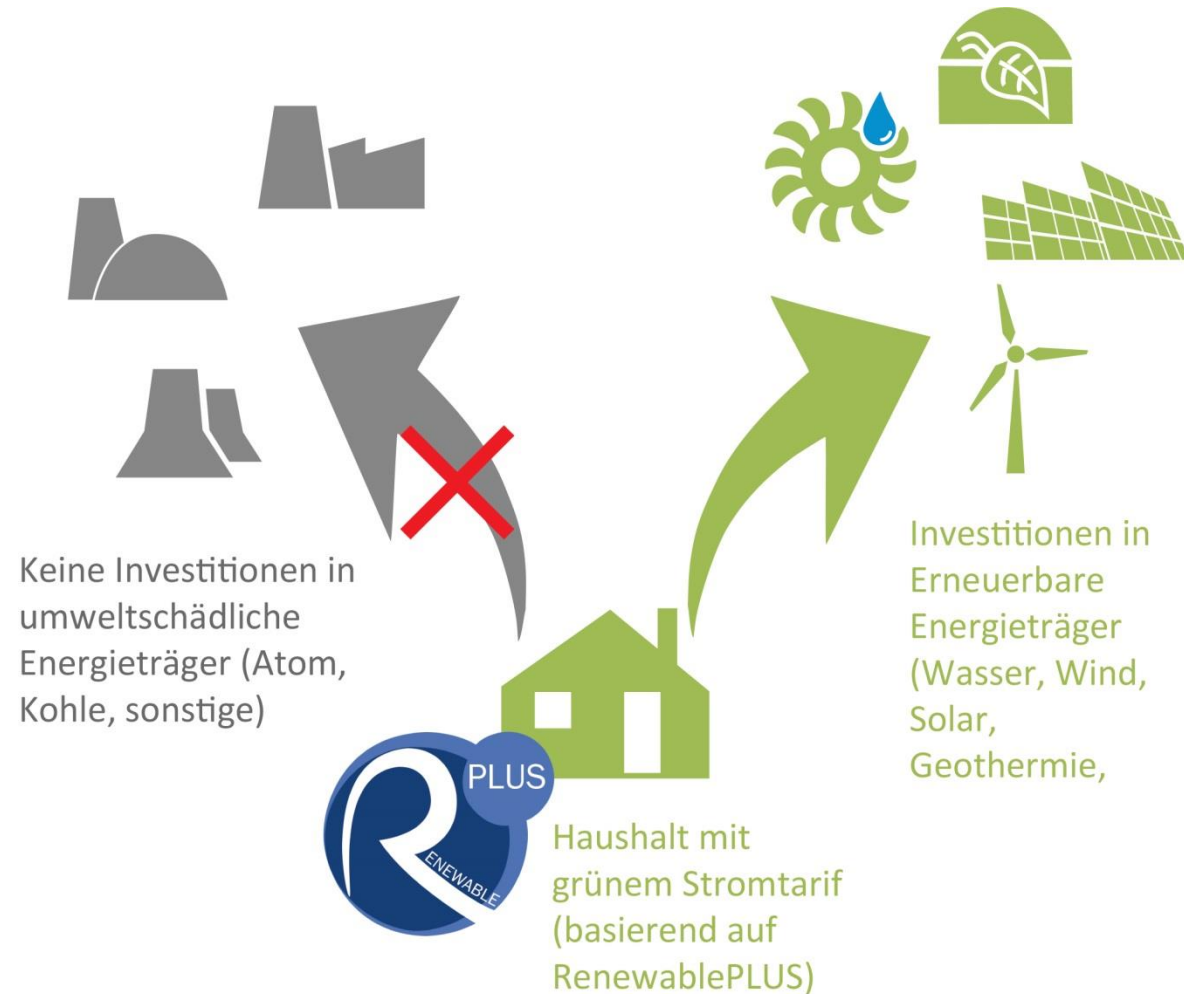 Keine Investitionen in
umweltschädliche
Energieträger (Atom,
Kohle, sonstige)
Investitionen in
Erneuerbare
Energieträger
(Wasser, Wind,
Solar,
Geothermie,
PLUS
RENEWABLE
Haushalt mit
grünem Stromtarif
(basierend auf
RenewablePLUS)